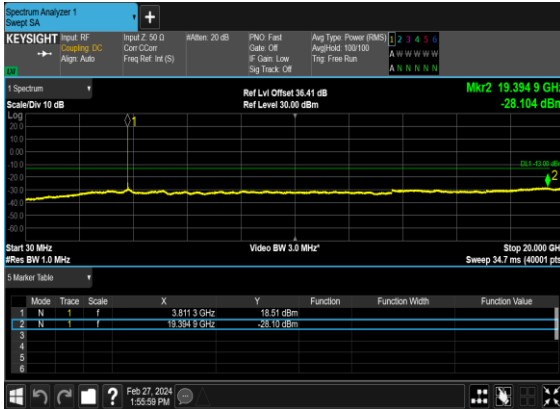 Spectrum Analyzer 1
Swept SA
KEYSIGHT Input: RF Input Z: 50 Ω #Atten: 20 dB PNO: Fast Avg Type: Power (RMS) 1 2 3 4 5 6
Coupling: DC Corr CCorr Gate: Off Avg|Hold: 100/100 A W W W W W
Align: Auto Freq Ref: Int (S) IF Gain: Low Trig: Free Run
Sig Track: Off A N N N N N
1 Spectrum Ref Lvl Offset 36.41 dB Mkr2 19.394 9 GHz
Scale/Div 10 dB Ref Level 30.00 dBm -28.104 dBm
Log
20.0
10.0
0.00
-10.0
-20.0
-30.0
-40.0
-50.0
-60.0
1
DL1 -13.00 dBm
2
Start 30 MHz Video BW 3.0 MHz* Stop 20.000 GHz
#Res BW 1.0 MHz Sweep 34.7 ms (40001 pts)
5 Marker Table
Mode Trace Scale X Y Function Function Width Function Value
1 N 1 f 3.811 3 GHz 18.51 dBm
2 N 1 f 19.394 9 GHz -28.10 dBm
3
4
5
6
Feb 27, 2024
1:55:59 PM